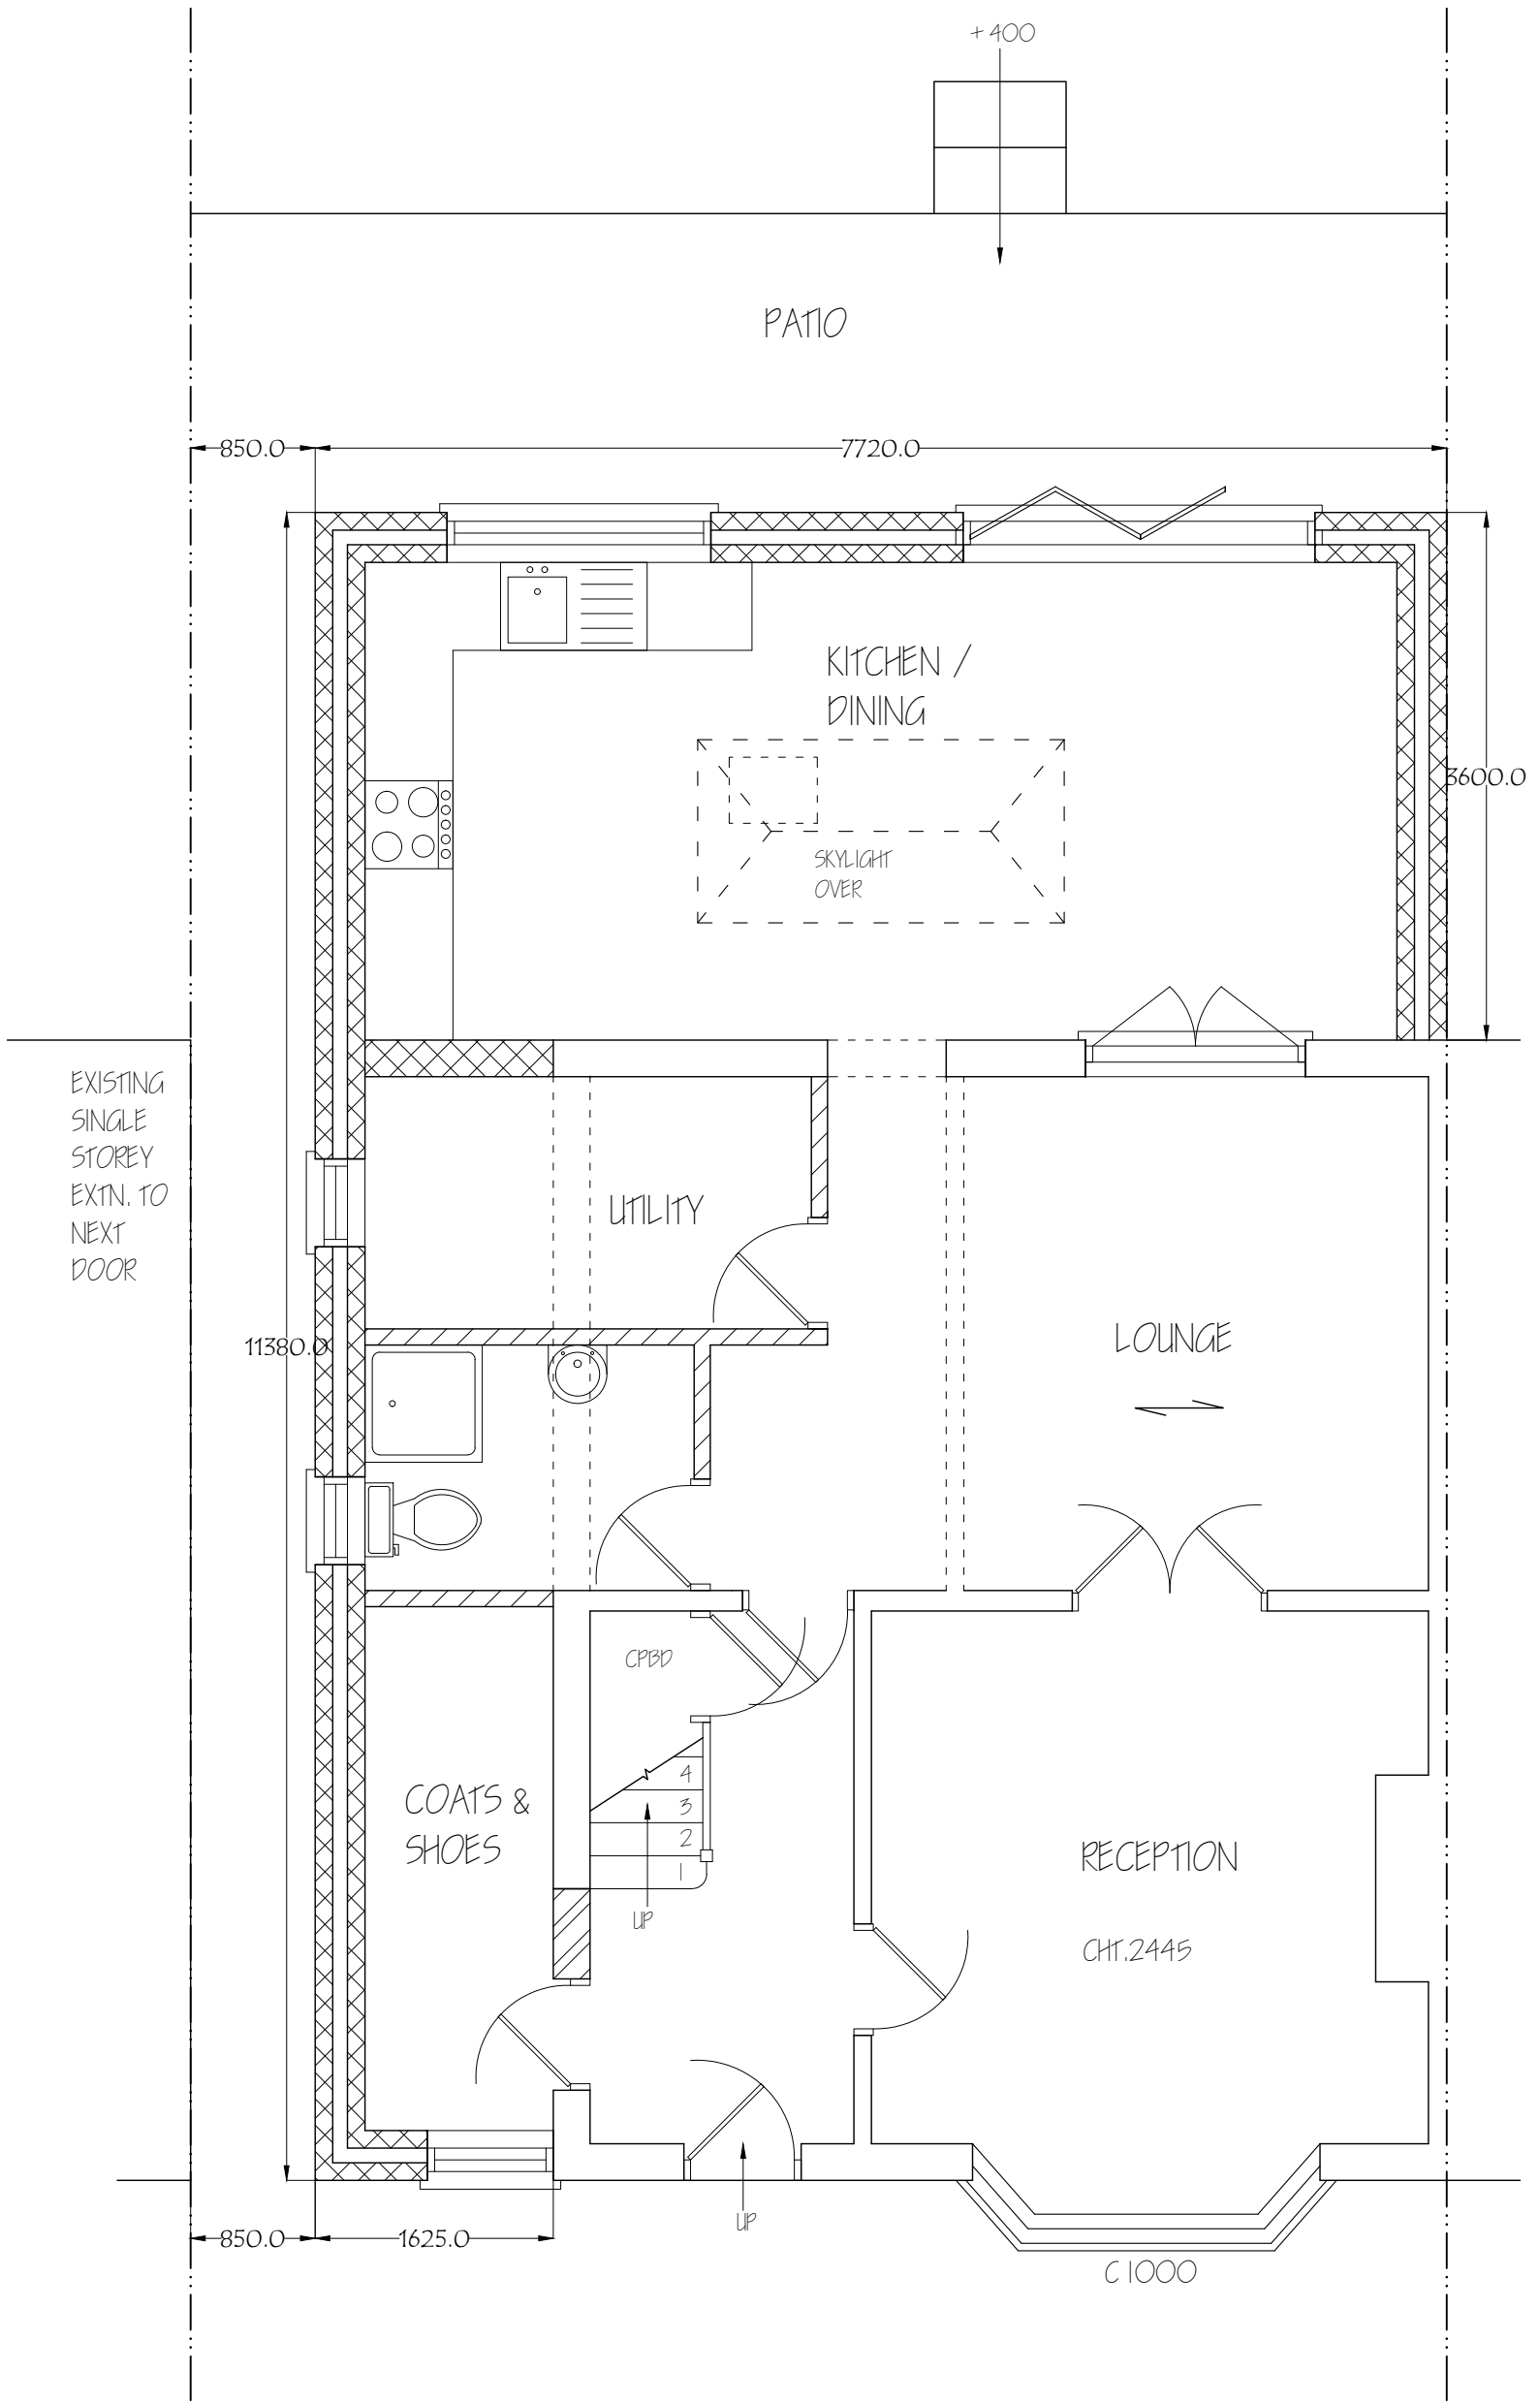 +400
PATIO
850.0
7720.0
KITCHEN /
DINING
3600.0
SKYLIGHT
OVER
EXISTING
SINGLE
STOREY
EXTN. TO
NEXT
DOOR
UTILITY
11380.0
LOUNGE
CPBD
4
3
2
1
UP
COATS &
SHOES
RECEPTION
CHT.2445
UP
850.0
1625.0
C1000